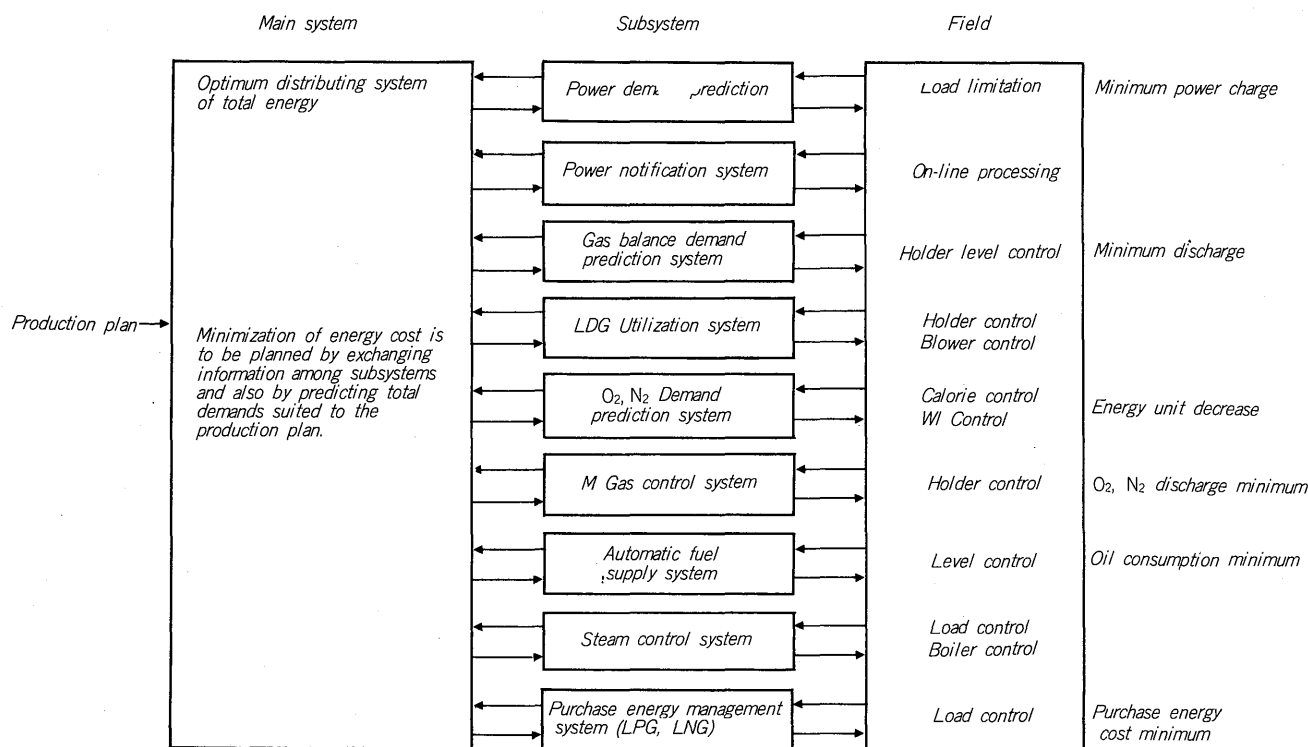 Main system
Subsystem
Field
Production plan
Optimum distributing system
of total energy
Minimization of energy cost is
to be planned by exchanging
information among subsystems
and also by predicting total
demands suited to the
production plan.
Power prediction
Load limitation
Minimum power charge
Power notification system
On-line processing
Gas balance demand
prediction system
Holder level control
Minimum discharge
LDG Utilization system
Holder control
Blower control
O₂, N₂ Demand
prediction system
Calorie control
WI Control
Energy unit decrease
M Gas control system
Holder control
O₂, N₂ discharge minimum
Automatic fuel
supply system
Level control
Oil consumption minimum
Steam control system
Load control
Boiler control
Purchase energy management
system (LPG, LNG)
Load control
Purchase energy
cost minimum